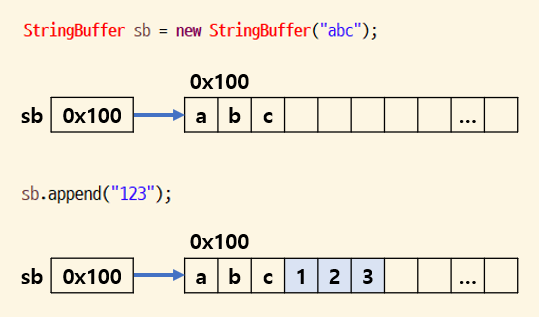 StringBuffer sb = new StringBuffer("abc");
0x100
sb 0x100 a b c ...
sb.append("123");
0x100
sb 0x100 a b c 1 2 3 ...